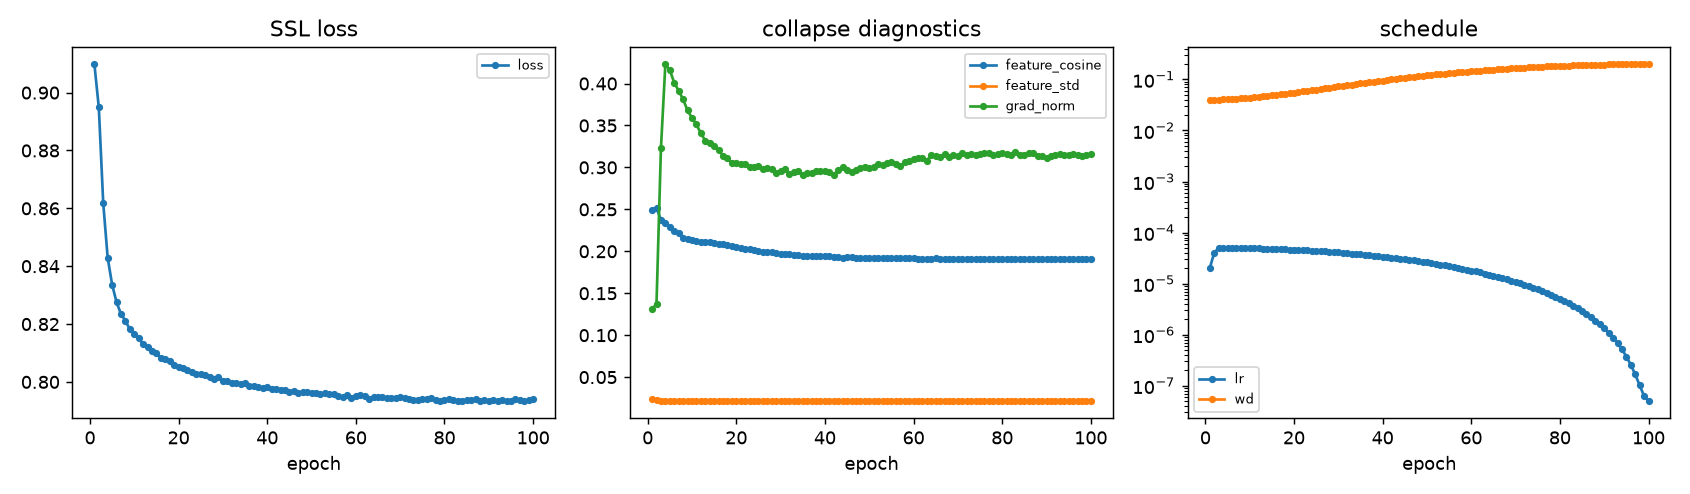 SSL loss
loss
0.90
0.88
0.86
0.84
0.82
0.80
0 20 40 60 80 100
epoch
collapse diagnostics
feature_cosine
feature_std
grad_norm
0.40
0.35
0.30
0.25
0.20
0.15
0.10
0.05
0 20 40 60 80 100
epoch
schedule
10⁻¹
10⁻²
10⁻³
10⁻⁴
10⁻⁵
10⁻⁶
10⁻⁷
lr
wd
0 20 40 60 80 100
epoch